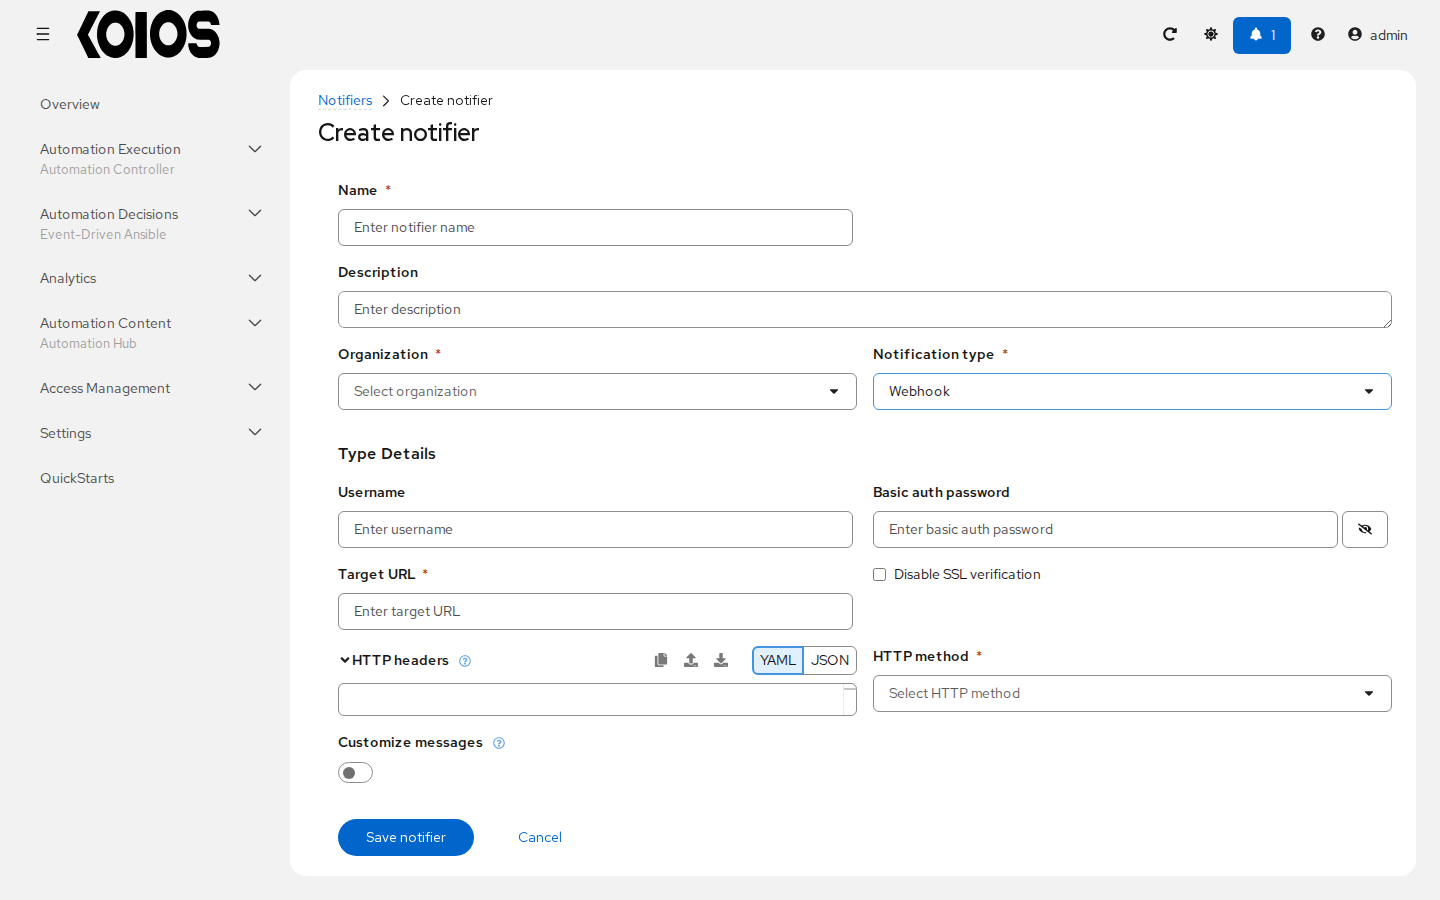 KOIOS
1
admin
Overview
Automation Execution
Automation Controller
Automation Decisions
Event-Driven Ansible
Analytics
Automation Content
Automation Hub
Access Management
Settings
QuickStarts
Notifiers
Create notifier
Create notifier
Name *
Enter notifier name
Description
Enter description
Organization *
Notification type *
Select organization
Webhook
Type Details
Username
Basic auth password
Enter username
Enter basic auth password
Target URL *
Disable SSL verification
Enter target URL
HTTP headers
YAML
JSON
HTTP method *
Select HTTP method
Customize messages
Save notifier
Cancel